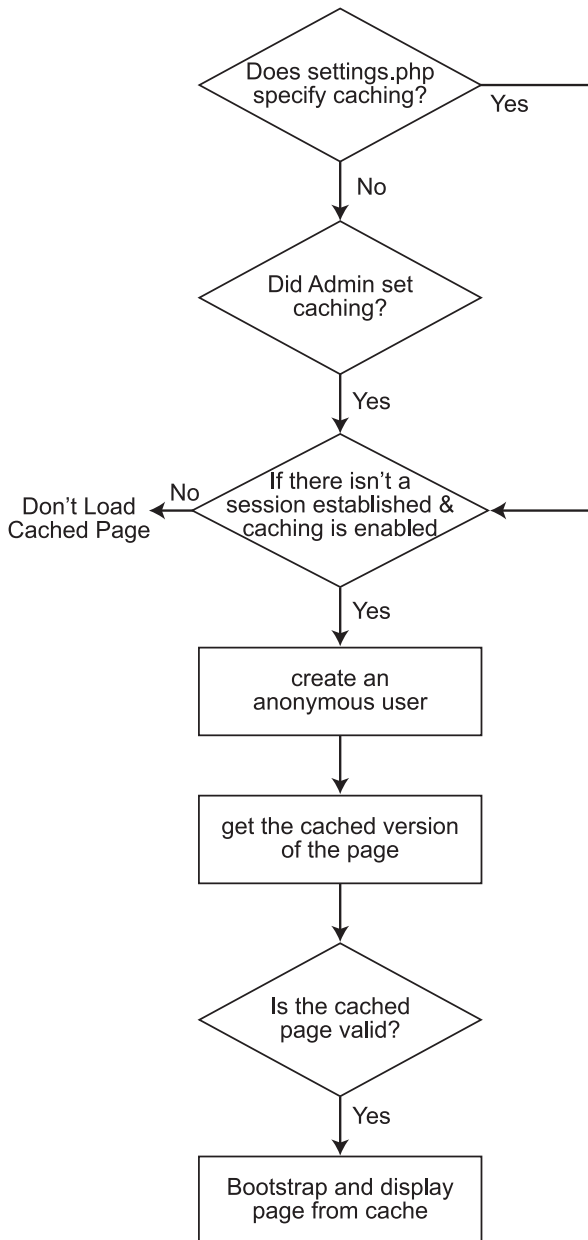 Does settings.php
specify caching?
Yes
No
Did Admin set
caching?
Yes
If there isn’t a
session established &
caching is enabled
No
Don’t Load
Cached Page
Yes
create an
anonymous user
get the cached version
of the page
Is the cached
page valid?
Yes
Bootstrap and display
page from cache